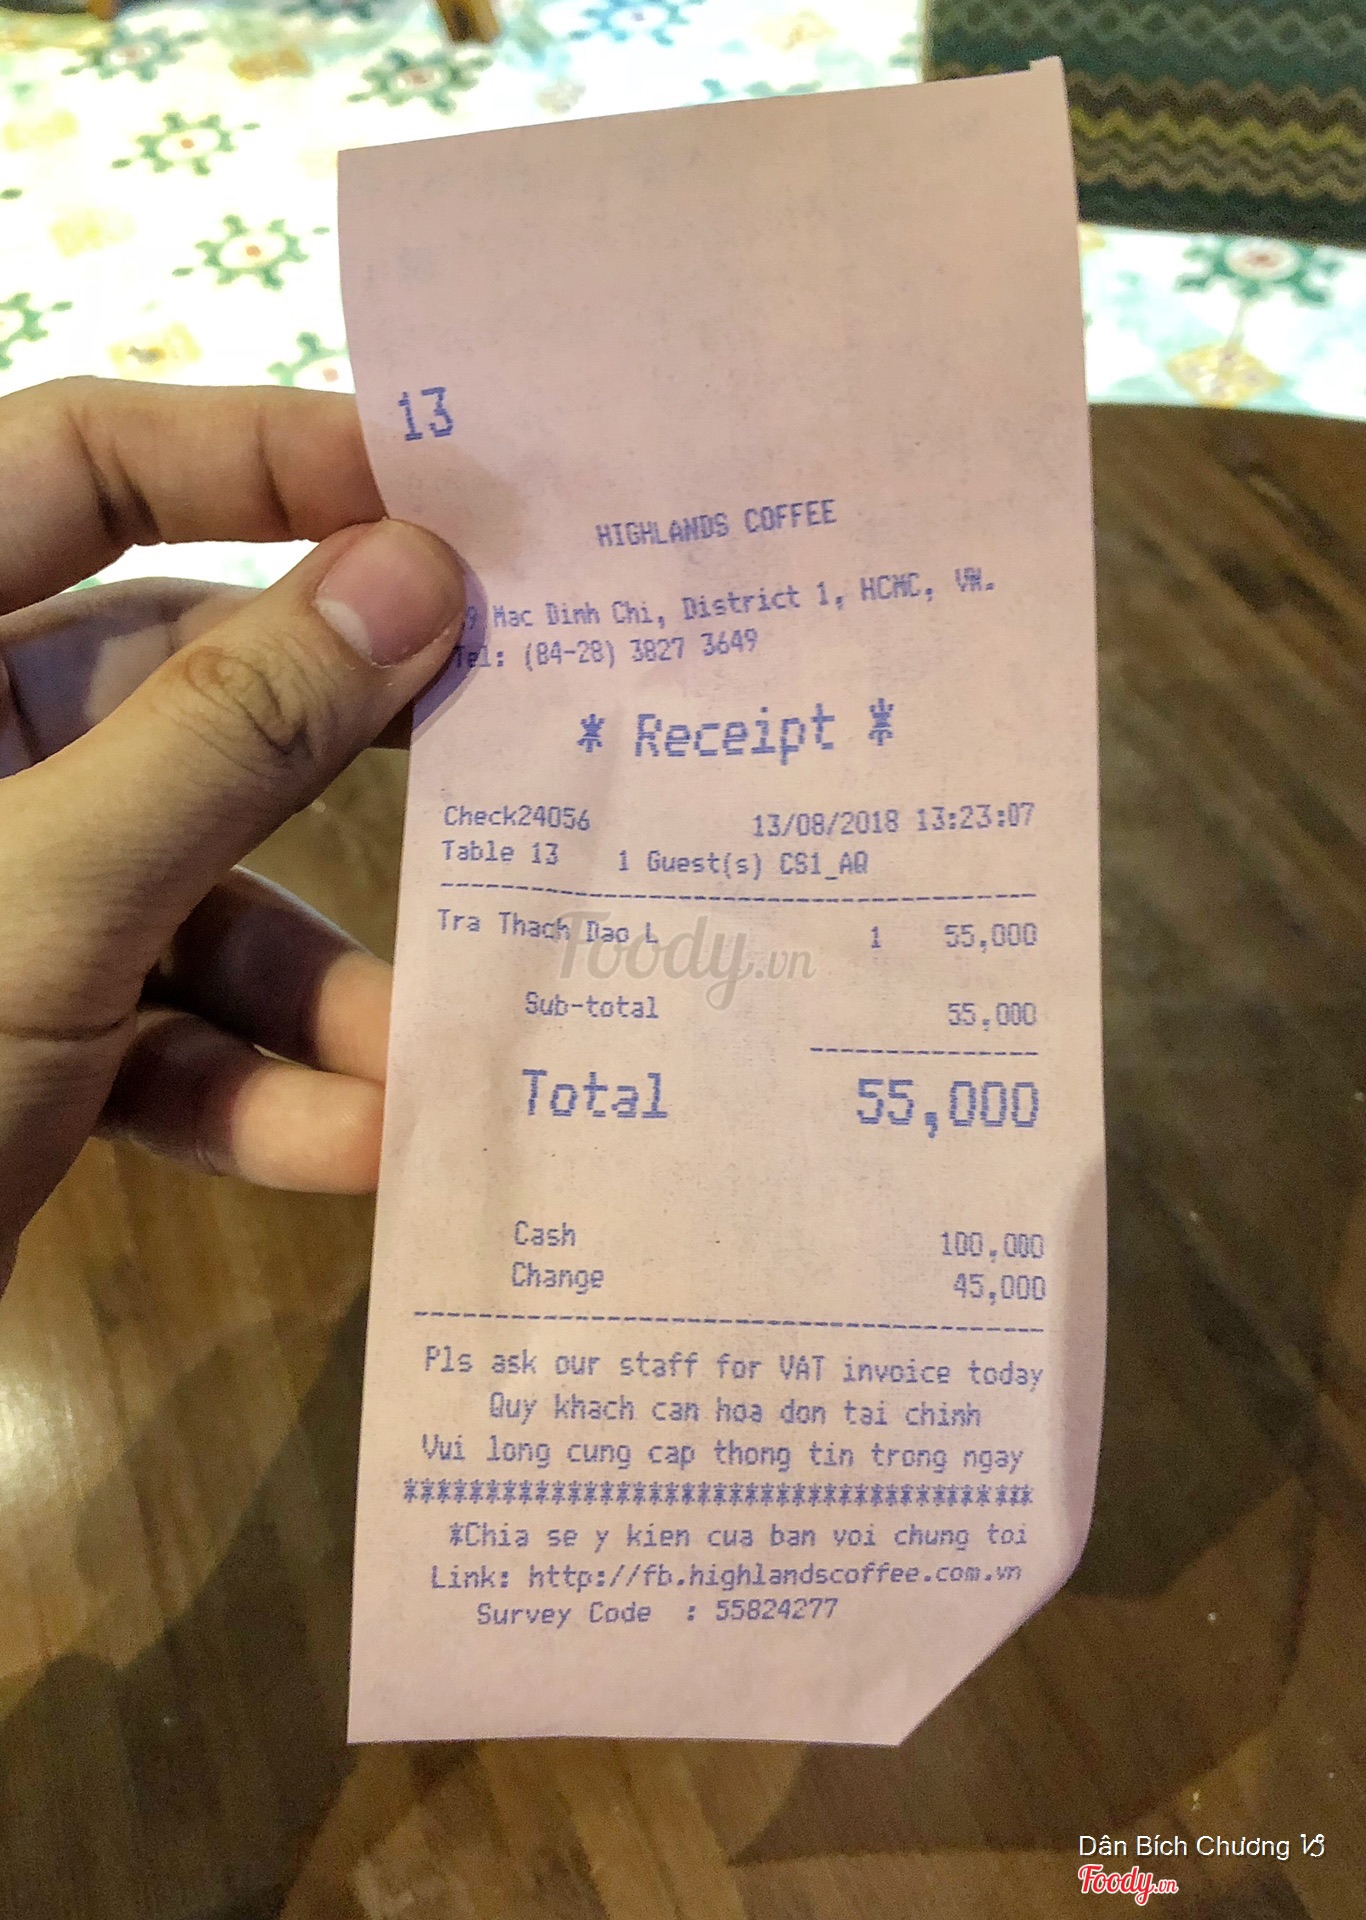 13
HIGHLANDS COFFEE
Mac Dinh Chi, District 1, HCMC, VN.
Tel: (84-28) 3827 3649
* Receipt *
Check24056 13/08/2018 13:23:07
Table 13 1 Guest(s) CS1_AQ
Tra Thach Dao L 1 55,000
Foody.vn
Sub-total 55,000
Total 55,000
Cash 100,000
Change 45,000
Pls ask our staff for VAT invoice today
Quy khach can hoa don tai chinh
Vui long cung cap thong tin trong ngay
***************************************
*Chia se y kien cua ban voi chung toi
Link: http://fb.highlandscoffee.com.vn
Survey Code : 55824277
Dân Bích Chương
Foody.vn